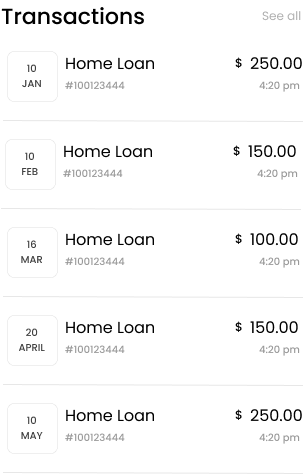 Transactions See all
10 Home Loan $ 250.00
JAN #100123444 4:20 pm
10 Home Loan $ 150.00
FEB #100123444 4:20 pm
16 Home Loan $ 100.00
MAR #100123444 4:20 pm
20 Home Loan $ 150.00
APRIL #100123444 4:20 pm
10 Home Loan $ 250.00
MAY #100123444 4:20 pm